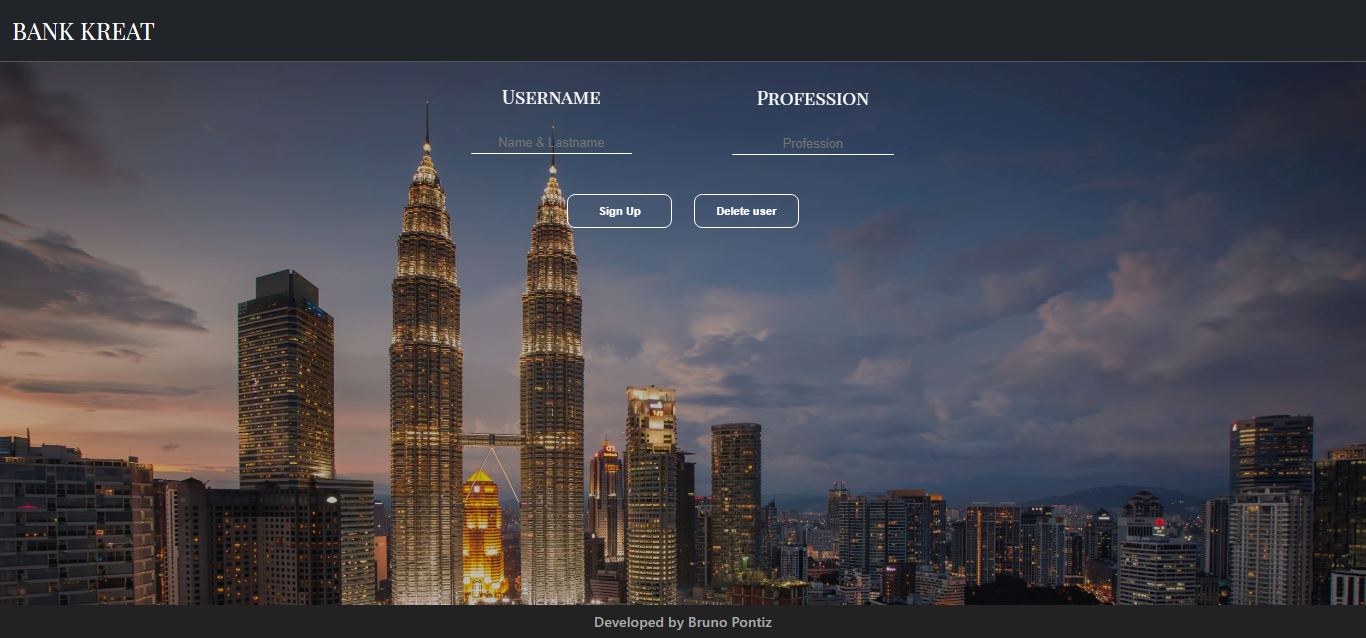 BANK KREAT
Username
Profession
Name & Lastname
Profession
Sign Up
Delete user
Developed by Bruno Pontiz